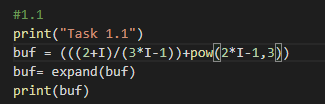 #1.1
print("Task 1.1")
buf = (((2+I)/(3*I-1))+pow(2*I-1,3))
buf= expand(buf)
print(buf)